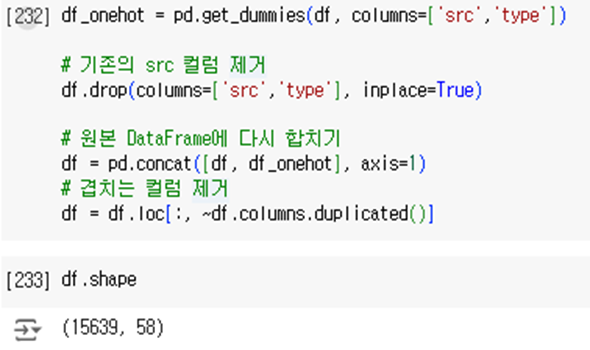 [232] df_onehot = pd.get_dummies(df, columns=['src','type'])
# 기존의 src 컬럼 제거
df.drop(columns=['src','type'], inplace=True)
# 원본 DataFrame에 다시 합치기
df = pd.concat([df, df_onehot], axis=1)
# 겹치는 컬럼 제거
df = df.loc[:, ~df.columns.duplicated()]
[233] df.shape
(15639, 58)